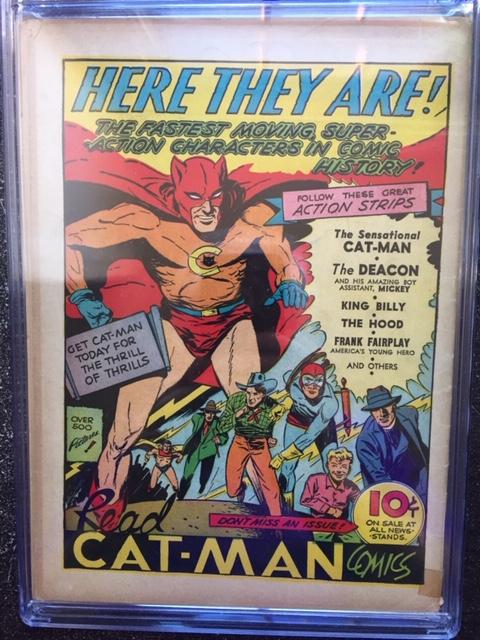 HERE THEY ARE!
THE FASTEST MOVING, SUPER-
-ACTION CHARACTERS IN COMIC
HISTORY!
FOLLOW THESE GREAT
ACTION STRIPS
The Sensational
CAT-MAN
The DEACON
AND HIS AMAZING BOY
ASSISTANT, MICKEY
KING BILLY
THE HOOD
FRANK FAIRPLAY
AMERICA'S YOUNG HERO
AND OTHERS
C
GET CAT-MAN
TODAY FOR
THE THRILL
OF THRILLS
OVER
500
Pictures
Read
DON'T MISS AN ISSUE!
10¢
ON SALE AT
ALL NEWS-
-STANDS.
CAT-MAN COMICS